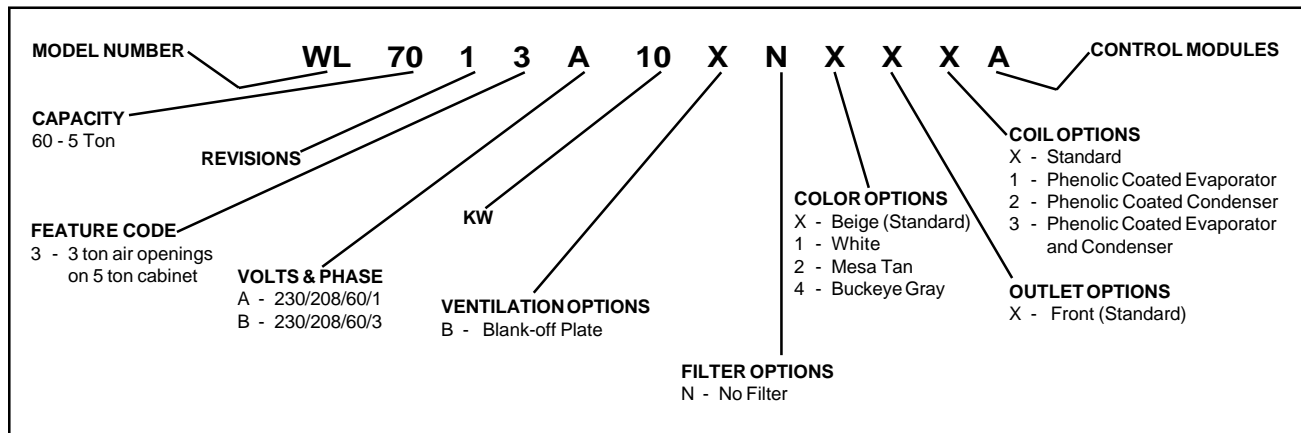 MODEL NUMBER
WL 70 1 3 A 10 X N X X X A
CONTROL MODULES
CAPACITY
60 - 5 Ton
REVISIONS
FEATURE CODE
3 - 3 ton air openings
on 5 ton cabinet
VOLTS & PHASE
A - 230/208/60/1
B - 230/208/60/3
KW
VENTILATION OPTIONS
B - Blank-off Plate
FILTER OPTIONS
N - No Filter
COLOR OPTIONS
X - Beige (Standard)
1 - White
2 - Mesa Tan
4 - Buckeye Gray
OUTLET OPTIONS
X - Front (Standard)
COIL OPTIONS
X - Standard
1 - Phenolic Coated Evaporator
2 - Phenolic Coated Condenser
3 - Phenolic Coated Evaporator
and Condenser